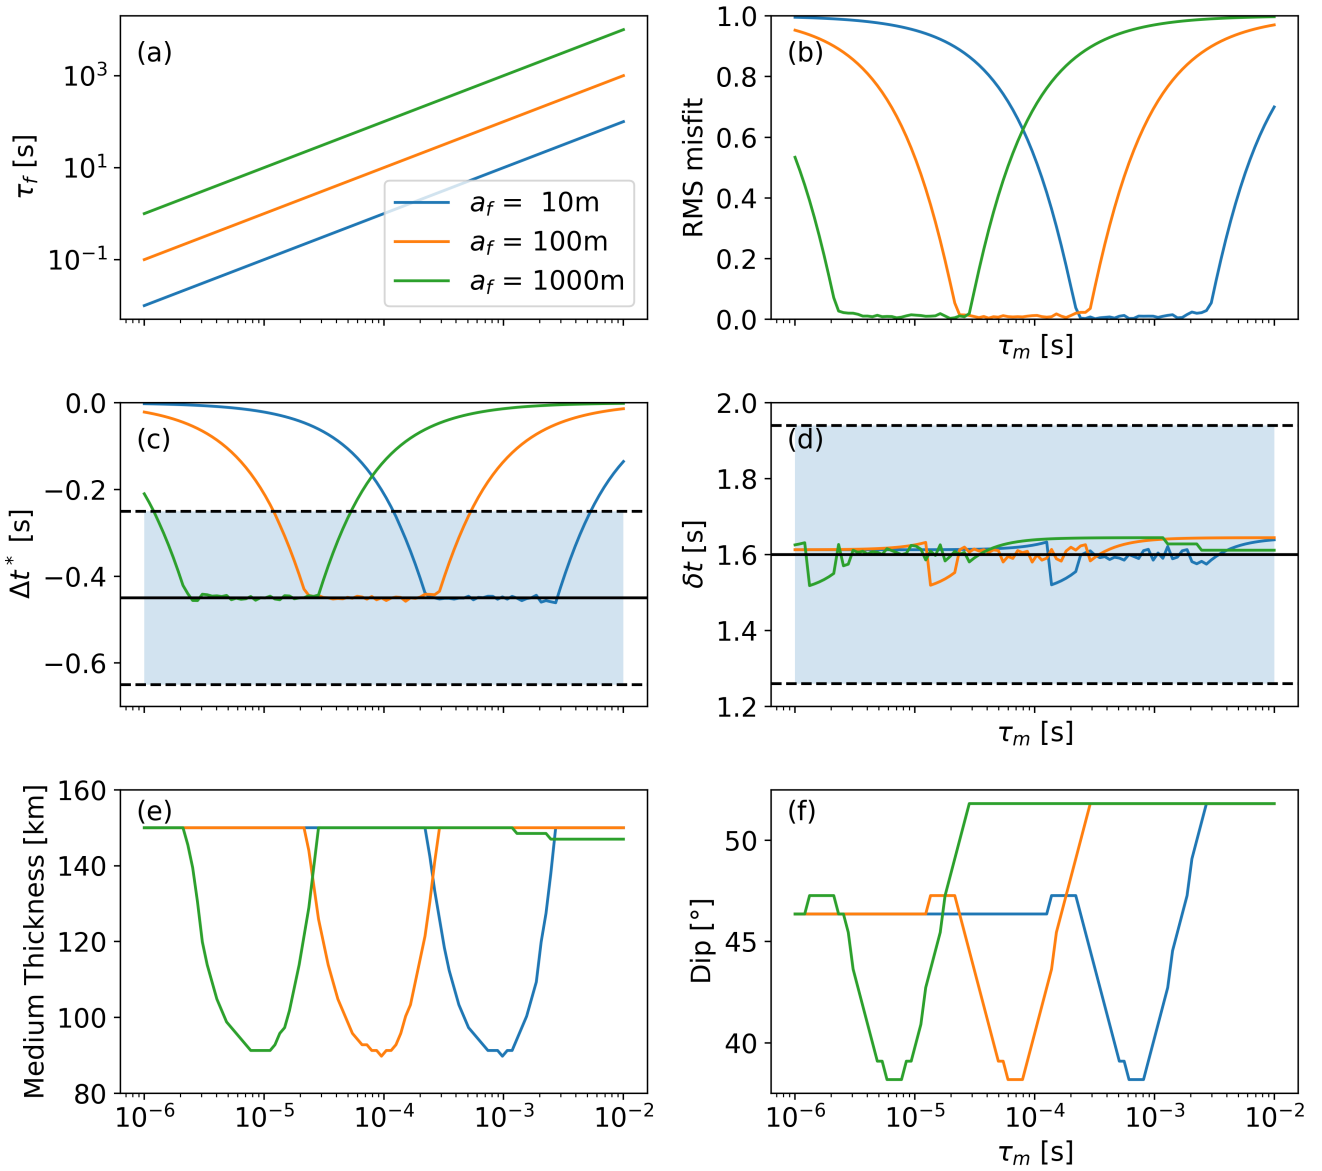 (a)
10³
10¹
10⁻¹
τ_f [s]
a_f = 10m
a_f = 100m
a_f = 1000m
(b)
1.0
0.8
0.6
0.4
0.2
0.0
RMS misfit
τ_m [s]
(c)
0.0
−0.2
−0.4
−0.6
Δt* [s]
(d)
2.0
1.8
1.6
1.4
1.2
δt [s]
τ_m [s]
(e)
160
140
120
100
80
Medium Thickness [km]
10⁻⁶ 10⁻⁵ 10⁻⁴ 10⁻³ 10⁻²
(f)
50
45
40
Dip [°]
10⁻⁶ 10⁻⁵ 10⁻⁴ 10⁻³ 10⁻²
τ_m [s]